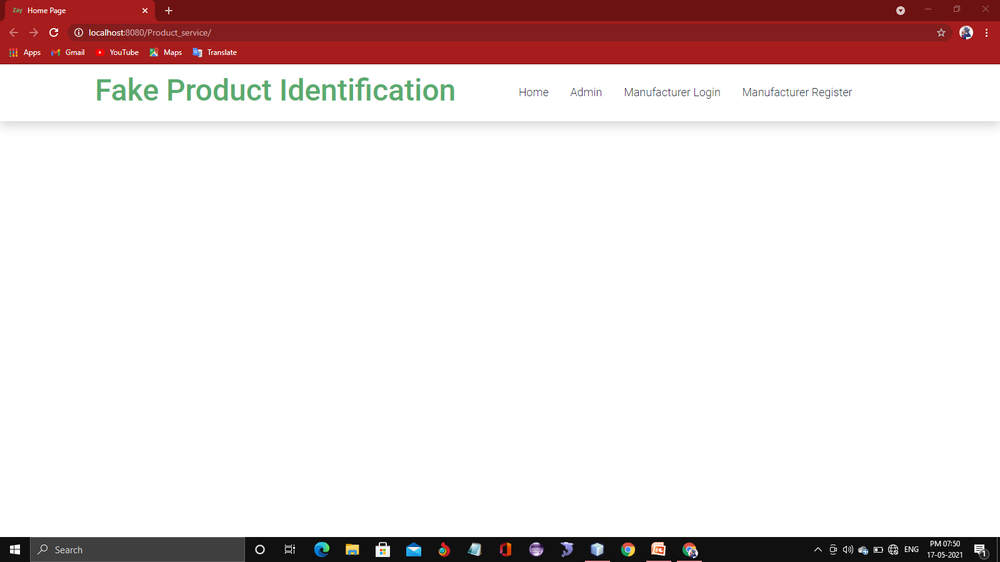 Zay Home Page
localhost:8080/Product_service/
Apps Gmail YouTube Maps Translate
Fake Product Identification
Home Admin Manufacturer Login Manufacturer Register
Search
ENG
PM 07:50
17-05-2021
1